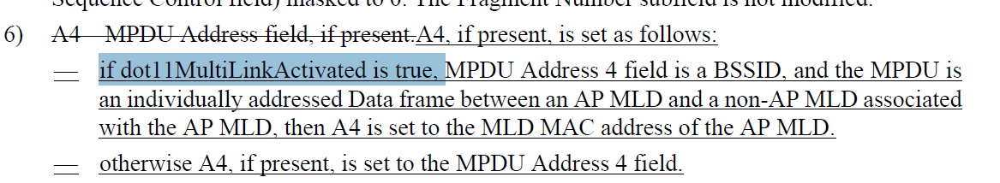 Sequence Control field) masked to 0. The Fragment Number subfield is not modified.
6) A4—MPDU Address field, if present.A4, if present, is set as follows:
— if dot11MultiLinkActivated is true, MPDU Address 4 field is a BSSID, and the MPDU is
an individually addressed Data frame between an AP MLD and a non-AP MLD associated
with the AP MLD, then A4 is set to the MLD MAC address of the AP MLD.
— otherwise A4, if present, is set to the MPDU Address 4 field.